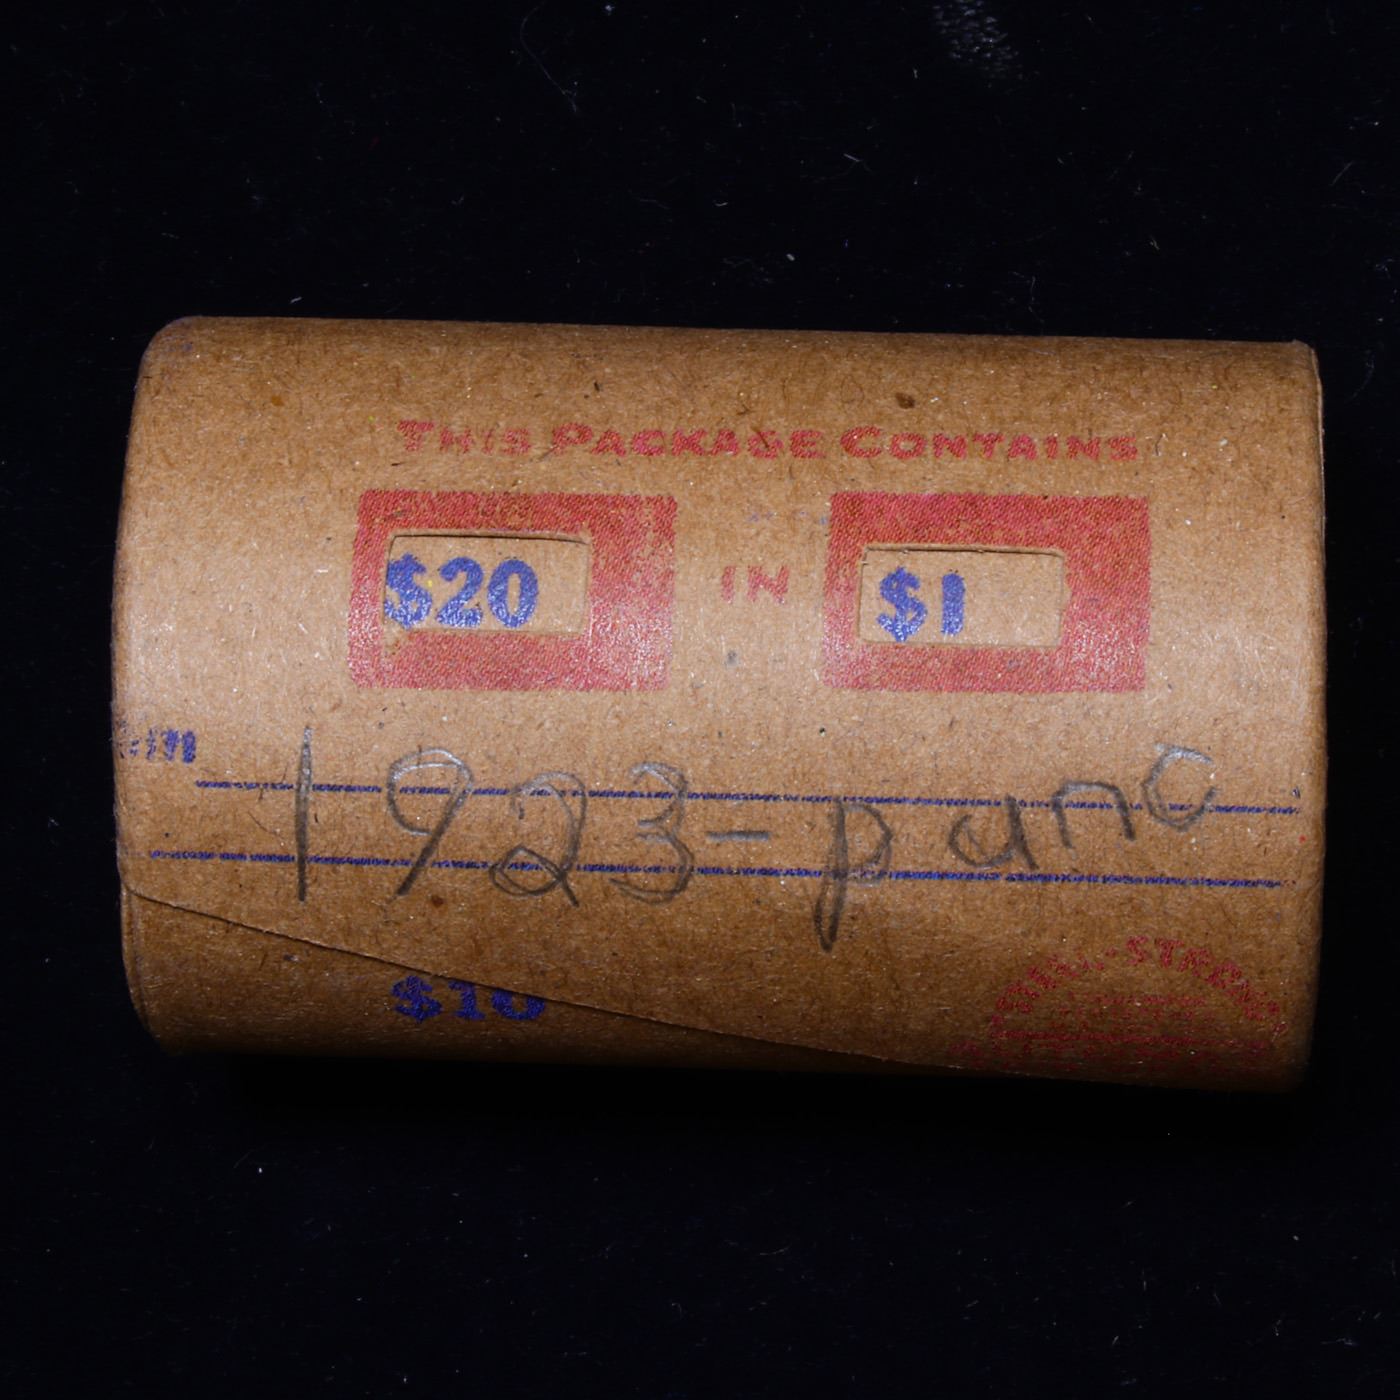 THIS PACKAGE CONTAINS
$20 IN $1
1923-p unc
$10